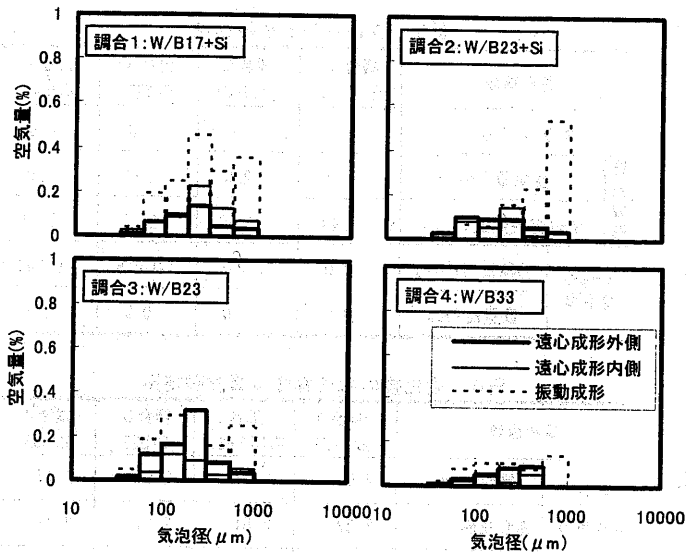 調合1:W/B17+Si
調合2:W/B23+Si
空気量(%)
1
0.8
0.6
0.4
0.2
0
調合3:W/B23
調合4:W/B33
空気量(%)
1
0.8
0.6
0.4
0.2
0
遠心成形外側
遠心成形内側
振動成形
10
100
1000
10000
10
100
1000
10000
気泡径(μm)
気泡径(μm)